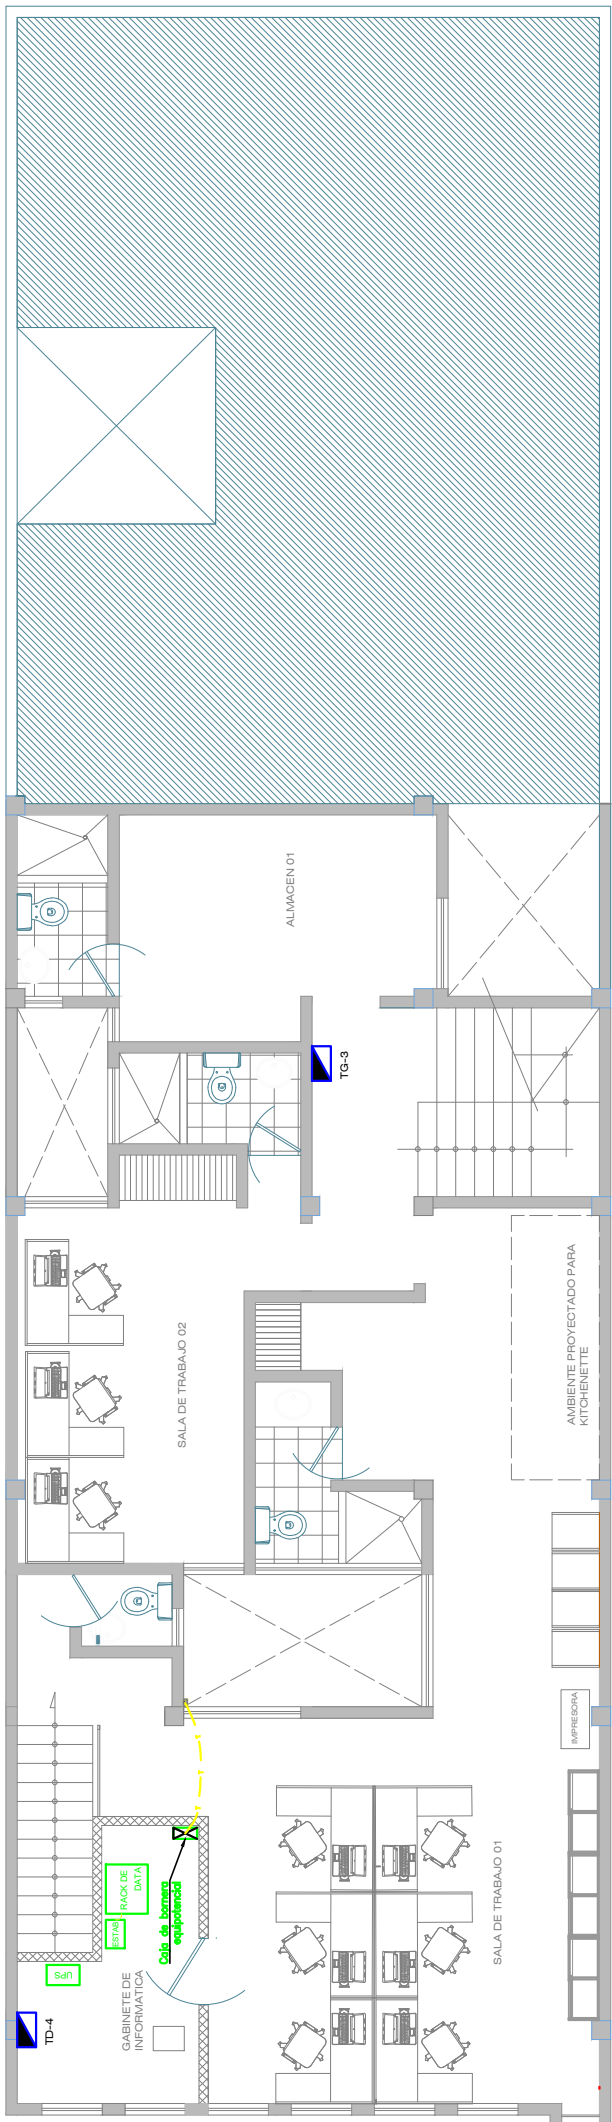 ALMACEN 01
TG-3
SALA DE TRABAJO 02
AMBIENTE PROYECTADO PARA
KITCHENETTE
IMPRESORA
SALA DE TRABAJO 01
RACK DE
DATA
ESTAB.
Caja de bornera
equipotencial
UPS
GABINETE DE
INFORMATICA
TD-4